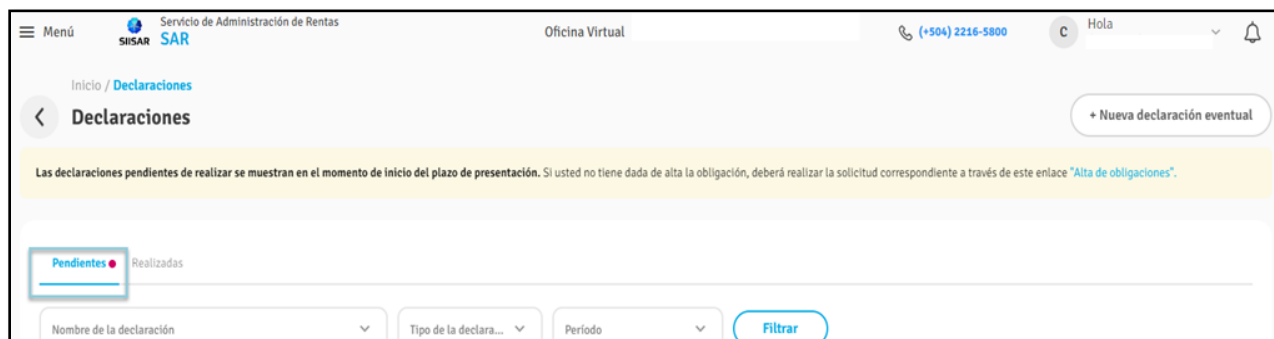 Menú
SIISAR
Servicio de Administración de Rentas
SAR
Oficina Virtual
(+504) 2216-5800
C
Hola
Inicio / Declaraciones
Declaraciones
+ Nueva declaración eventual
Las declaraciones pendientes de realizar se muestran en el momento de inicio del plazo de presentación. Si usted no tiene dada de alta la obligación, deberá realizar la solicitud correspondiente a través de este enlace "Alta de obligaciones".
Pendientes
Realizadas
Nombre de la declaración
Tipo de la declara...
Período
Filtrar